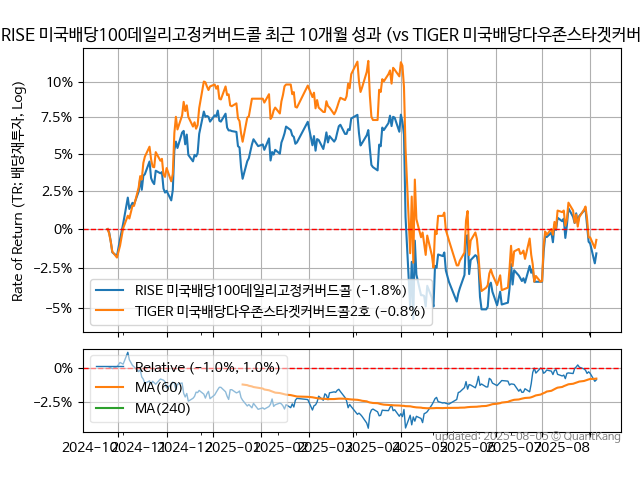 RISE 미국배당100데일리고정커버드콜 최근 10개월 성과 (vs TIGER 미국배당다우존스타겟커버
Rate of Return (TR: 배당재투자, Log)
10%
7.5%
5%
2.5%
0%
−2.5%
−5%
RISE 미국배당100데일리고정커버드콜 (−1.8%)
TIGER 미국배당다우존스타겟커버드콜2호 (−0.8%)
0%
−2.5%
Relative (−1.0%, 1.0%)
MA(60)
MA(240)
updated: 2025-08-05 © QuantKang
2024-10 2024-11 2024-12 2025-01 2025-02 2025-03 2025-04 2025-05 2025-06 2025-07 2025-08